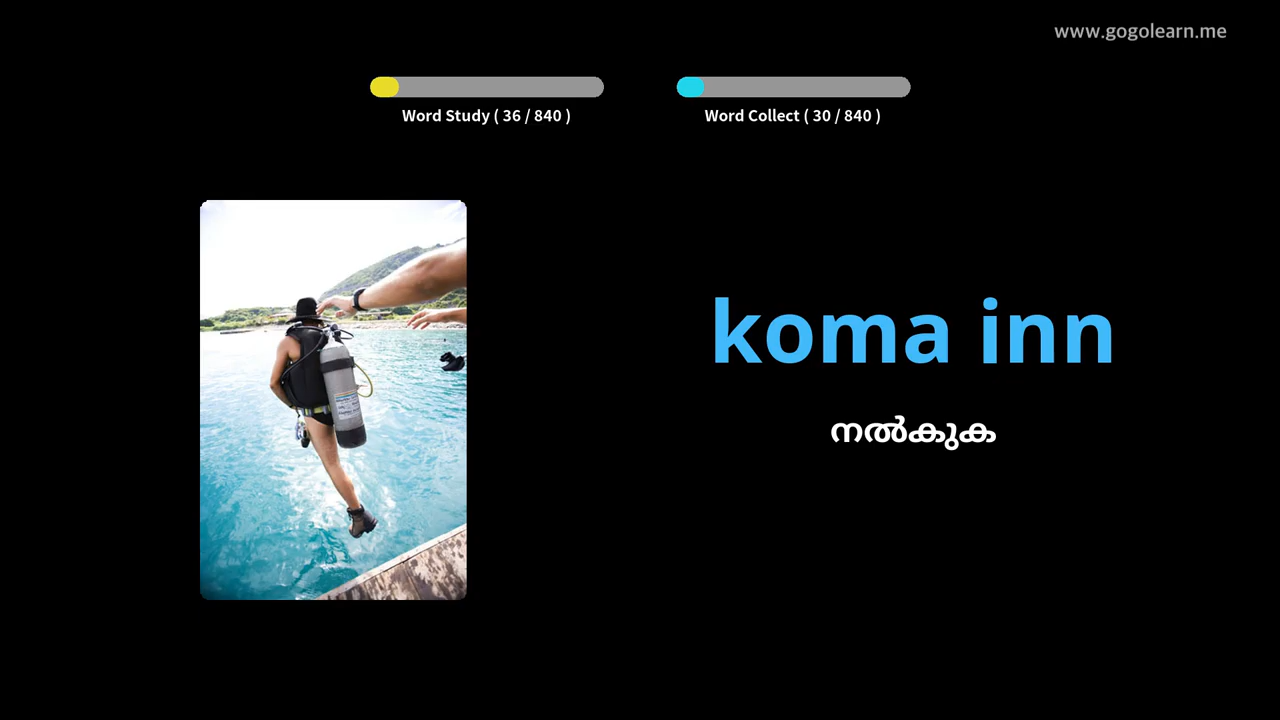 www.gogolearn.me
Word Study ( 36 / 840 )
Word Collect ( 30 / 840 )
koma inn
നൽകുക